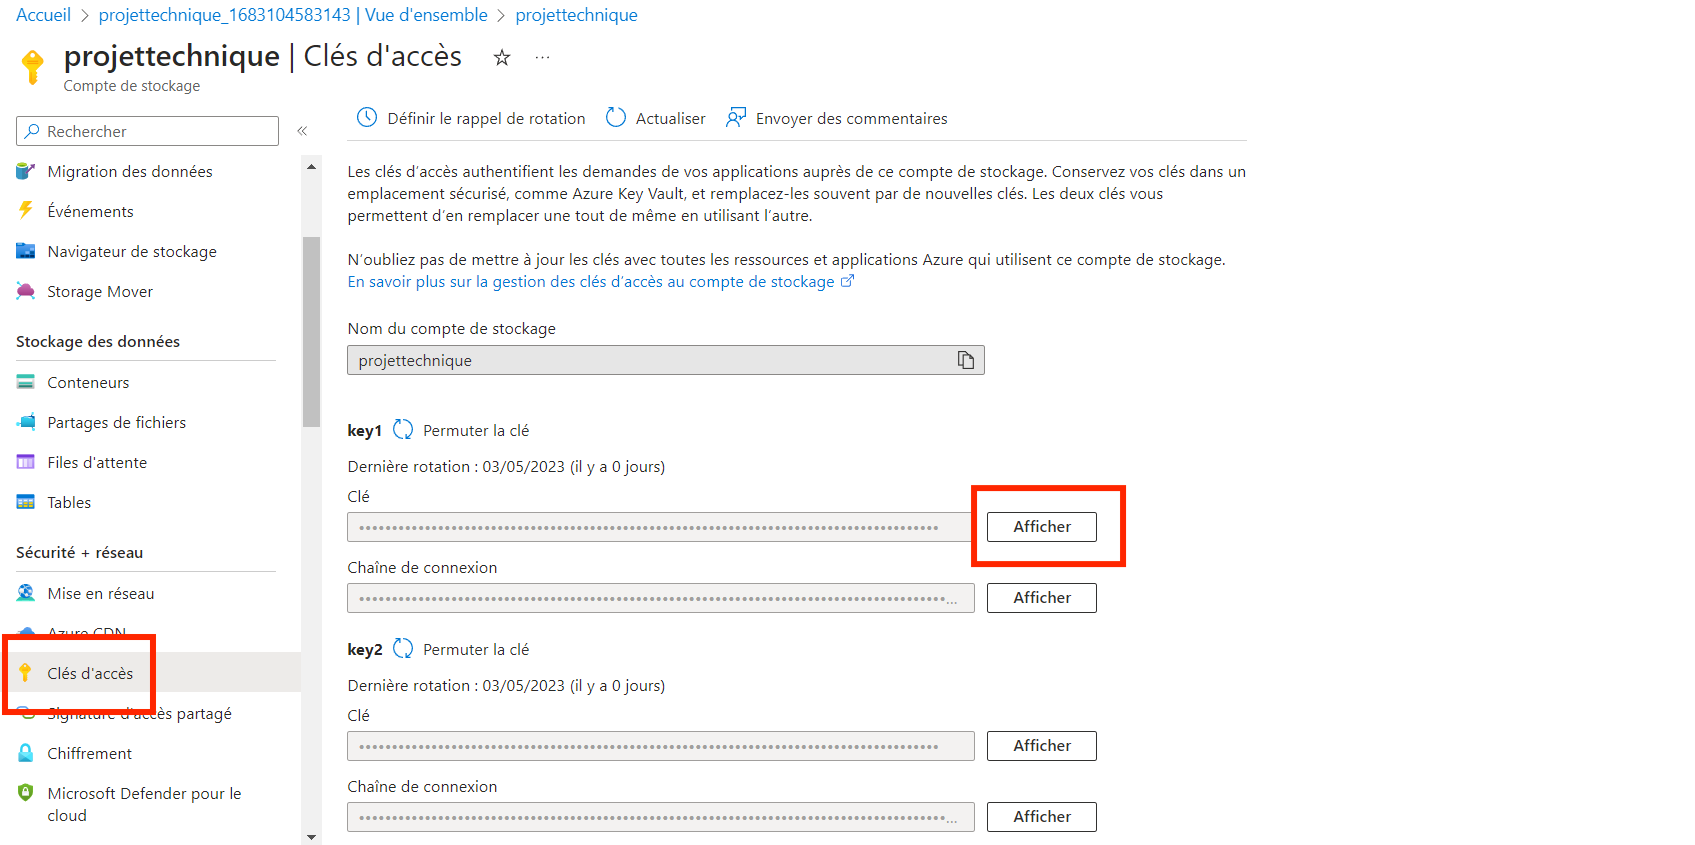 Accueil > projettechnique_1683104583143 | Vue d'ensemble > projettechnique
projettechnique | Clés d'accès
Compte de stockage
Rechercher
Migration des données
Événements
Navigateur de stockage
Storage Mover
Stockage des données
Conteneurs
Partages de fichiers
Files d'attente
Tables
Sécurité + réseau
Mise en réseau
Azure CDN
Clés d'accès
Signature d'accès partagé
Chiffrement
Microsoft Defender pour le
cloud
Définir le rappel de rotation Actualiser Envoyer des commentaires
Les clés d’accès authentifient les demandes de vos applications auprès de ce compte de stockage. Conservez vos clés dans un
emplacement sécurisé, comme Azure Key Vault, et remplacez-les souvent par de nouvelles clés. Les deux clés vous
permettent d’en remplacer une tout de même en utilisant l’autre.
N’oubliez pas de mettre à jour les clés avec toutes les ressources et applications Azure qui utilisent ce compte de stockage.
En savoir plus sur la gestion des clés d’accès au compte de stockage
Nom du compte de stockage
projettechnique
key1 Permuter la clé
Dernière rotation : 03/05/2023 (il y a 0 jours)
Clé
Afficher
Chaîne de connexion
... Afficher
key2 Permuter la clé
Dernière rotation : 03/05/2023 (il y a 0 jours)
Clé
Afficher
Chaîne de connexion
... Afficher